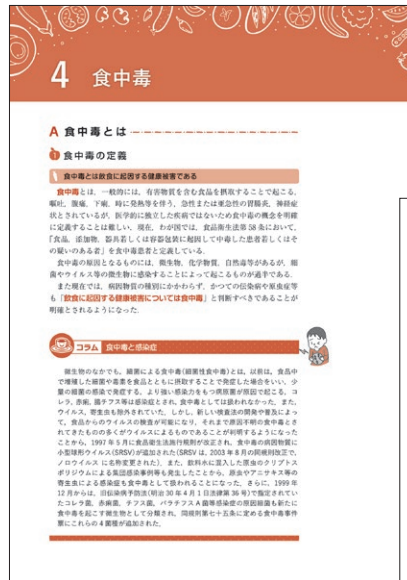 4 食中毒
A 食中毒とは
1 食中毒の定義
食中毒とは飲食に起因する健康被害である
食中毒とは、一般的には、有害物質を含む食品を摂取することで起こる、
嘔吐、腹痛、下痢、時に発熱等を伴う、急性または亜急性の胃腸炎、神経症
状とされているが、医学的に独立した疾病ではないため食中毒の概念を明確
に定義することは難しい。現在、わが国では、食品衛生法第 58 条において、
「食品、添加物、器具若しくは容器包装に起因して中毒した患者若しくはそ
の疑いのある者」を食中毒患者と定義している。
食中毒の原因となるものには、微生物、化学物質、自然毒等があるが、細
菌やウイルス等の微生物に感染することによって起こるものが過半である。
また現在では、病因物質の種別にかかわらず、かつての伝染病や原虫症等
も「飲食に起因する健康被害については食中毒」と判断すべきであることが
明確とされるようになった。
コラム 食中毒と感染症
微生物のなかでも、細菌による食中毒(細菌性食中毒)とは、以前は、食品中
で増殖した細菌や毒素を食品とともに摂取することで発症した場合をいい、少
量の細菌の感染で発症する、より強い感染力をもつ病原菌が原因で起こる、コ
レラ、赤痢、腸チフス等は感染症とされ、食中毒としては扱われなかった。また、
ウイルス、寄生虫も除外されていた。しかし、新しい検査法の開発や普及によっ
て、食品からのウイルスの検査が可能になり、それまで原因不明の食中毒とさ
れてきたものの多くがウイルスによるものであることが判明するようになった
ことから、1997 年 5 月に食品衛生法施行規則が改正され、食中毒の病因物質に
小型球形ウイルス(SRSV)が追加された(SRSV は、2003 年 8 月の同規則改正で、
ノロウイルス に名称変更された)。また、飲料水に混入した原虫のクリプトス
ポリジウムによる集団感染事例等も発生したことから、原虫やアニサキス等の
寄生虫による感染症も食中毒として扱われることになった。さらに、1999 年
12 月からは、旧伝染病予防法(明治 30 年 4 月 1 日法律第 36 号)で指定されてい
たコレラ菌、赤痢菌、チフス菌、パラチフス A 菌等感染症の原因細菌も新たに
食中毒を起こす微生物として分類され、同規則第七十五条に定める食中毒事件
票にこれらの 4 菌種が追加された。